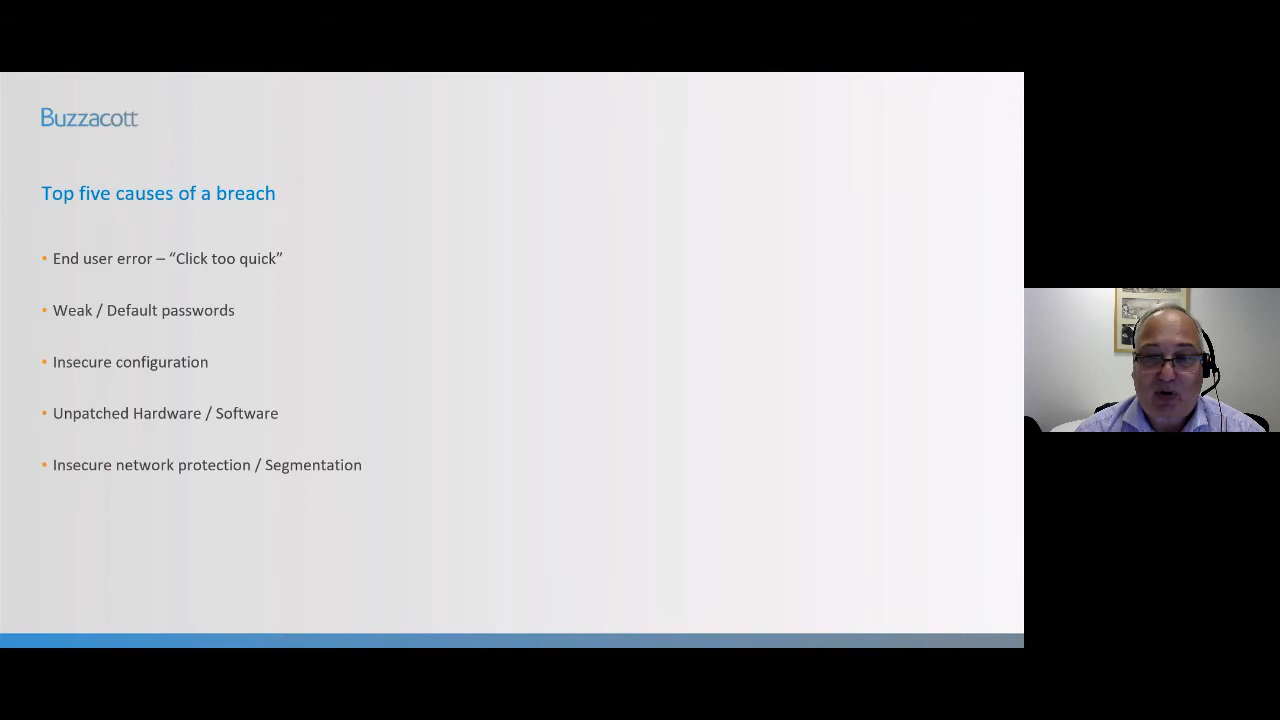 Buzzacott
Top five causes of a breach
• End user error – “Click too quick”
• Weak / Default passwords
• Insecure configuration
• Unpatched Hardware / Software
• Insecure network protection / Segmentation